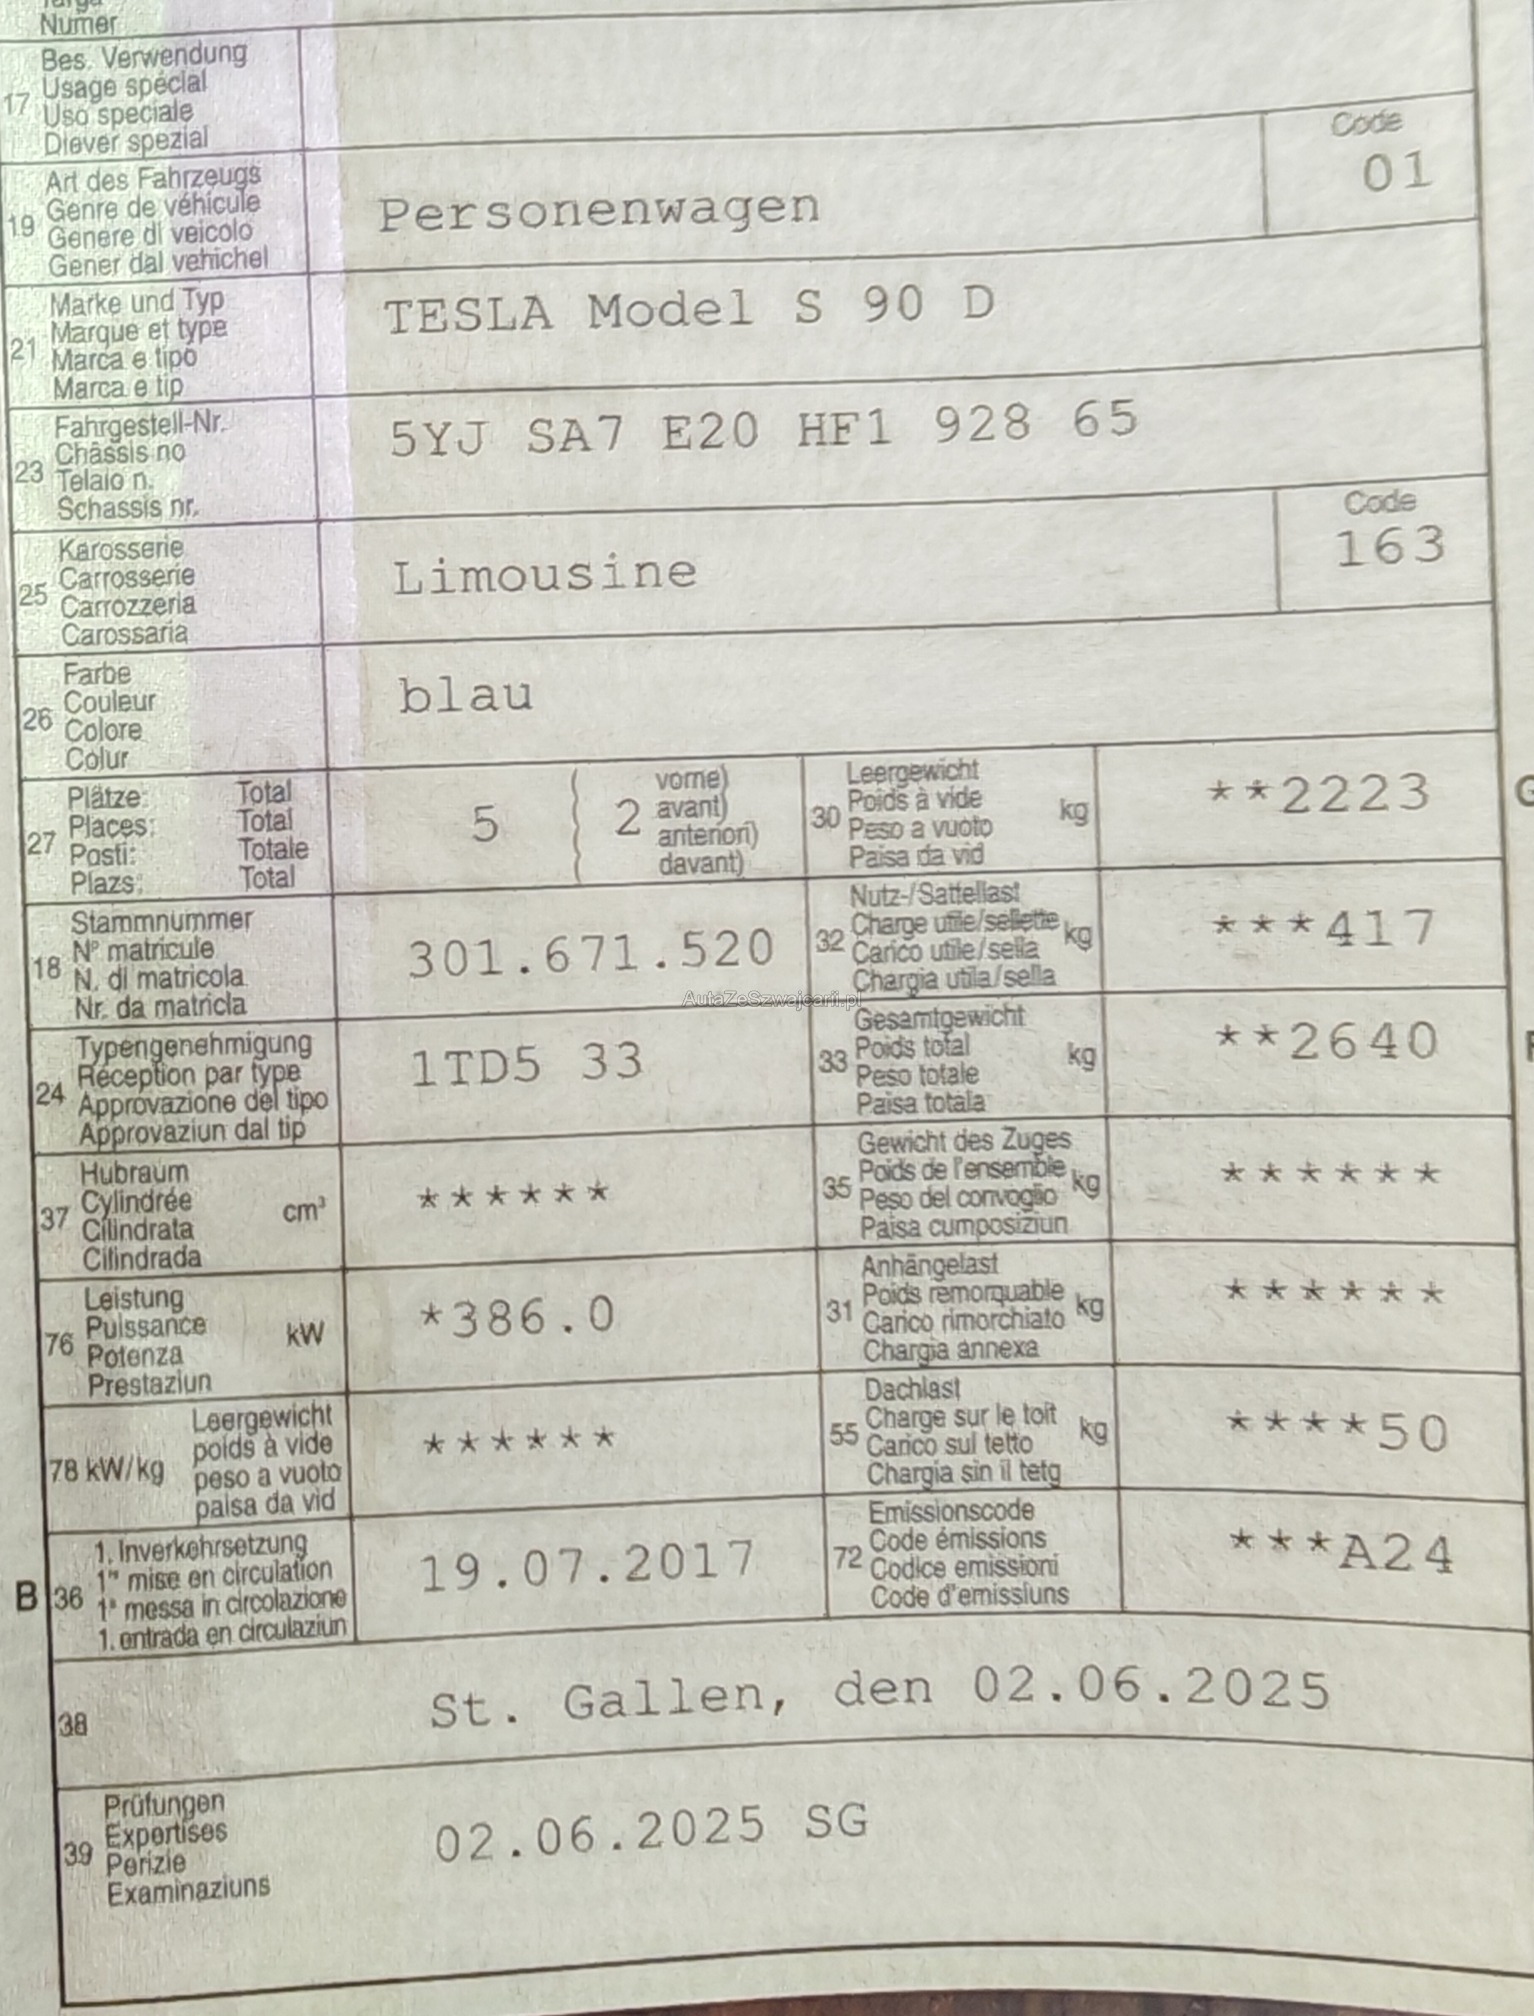 Targa
Numer
17 Bes. Verwendung
Usage spécial
Uso speciale
Diever spezial
19 Art des Fahrzeugs
Genre de véhicule
Genere di veicolo
Gener dal vehichel
Personenwagen
Code
01
21 Marke und Typ
Marque et type
Marca e tipo
Marca e tip
TESLA Model S 90 D
23 Fahrgestell-Nr.
Châssis no
Telaio n.
Schassis nr.
5YJ SA7 E20 HF1 928 65
25 Karosserie
Carrosserie
Carrozzeria
Carossaria
Limousine
Code
163
26 Farbe
Couleur
Colore
Colur
blau
27 Plätze: Total
Places: Total
Posti: Totale
Plazs: Total
5 { 2 vorne)
avant)
anteriori)
davant)
30 Leergewicht
Poids à vide
Peso a vuoto
Paisa da vid
kg
**2223
G
18 Stammnummer
Nº matricule
N. di matricola
Nr. da matricla
301.671.520
32 Nutz-/Sattellast
Charge utile/sellette
Carico utile/sella
Chargia utila/sella
kg
***417
AutaZeSzwajcarii.pl
24 Typengenehmigung
Réception par type
Approvazione del tipo
Approvaziun dal tip
1TD5 33
33 Gesamtgewicht
Poids total
Peso totale
Paisa totala
kg
**2640
37 Hubraum
Cylindrée
Cilindrata
Cilindrada
cm³
******
35 Gewicht des Zuges
Poids de l'ensemble
Peso del convoglio
Paisa cumposiziun
kg
******
76 Leistung
Puissance
Potenza
Prestaziun
kW
*386.0
31 Anhängelast
Poids remorquable
Carico rimorchiato
Chargia annexa
kg
******
78 kW/kg
Leergewicht
poids à vide
peso a vuoto
paisa da vid
******
55 Dachlast
Charge sur le toit
Carico sul tetto
Chargia sin il tetg
kg
****50
B 36 1. Inverkehrsetzung
1re mise en circulation
1a messa in circolazione
1. entrada en circulaziun
19.07.2017
72 Emissionscode
Code émissions
Codice emissioni
Code d'emissiuns
***A24
38 St. Gallen, den 02.06.2025
39 Prüfungen
Expertises
Perizie
Examinaziuns
02.06.2025 SG